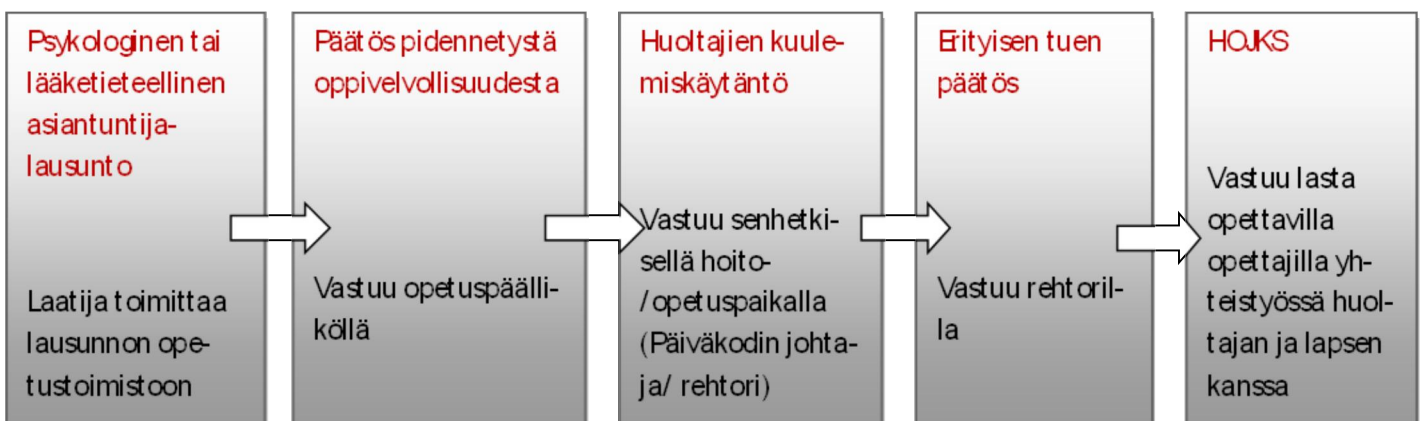 Psykologinen tai
lääketieteellinen
asiantuntija-
lausunto
Laatija toimittaa
lausunnon ope-
tustoimistoon
Päätös pidennetystä
oppivelvollisuudesta
Vastuu opetuspäälli-
köllä
Huoltajien kuule-
miskäytäntö
Vastuu senhetki-
sellä hoito-
/opetuspaikalla
(Päiväkodin johta-
ja/ rehtori)
Erityisen tuen
päätös
Vastuu rehtoril-
la
HOJKS
Vastuu lasta
opettavilla
opettajilla yh-
teistyössä huol-
tajan ja lapsen
kanssa